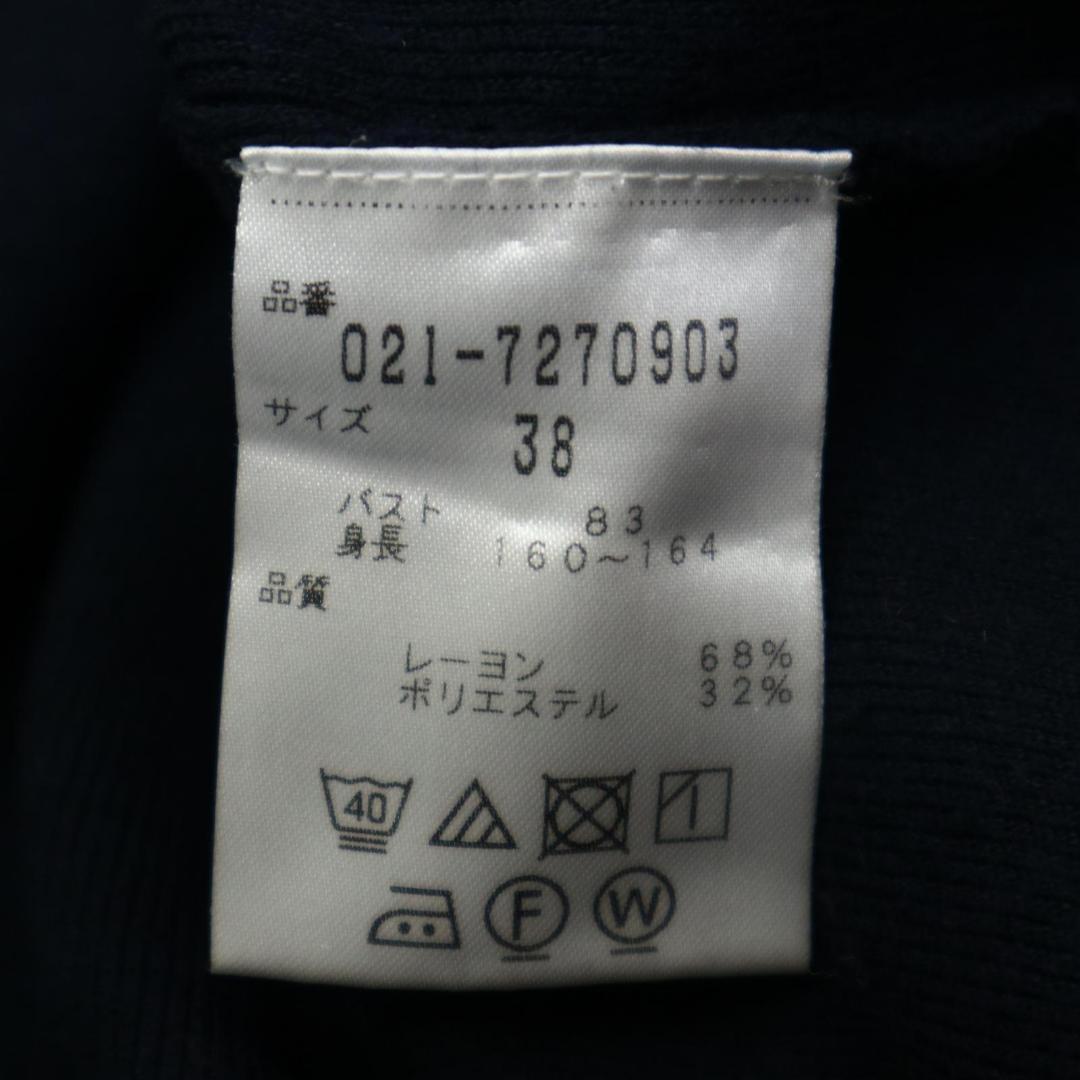 品番
021-7270903
サイズ 38
バスト 83
身長 160～164
品質
レーヨン 68%
ポリエステル 32%
40
F W